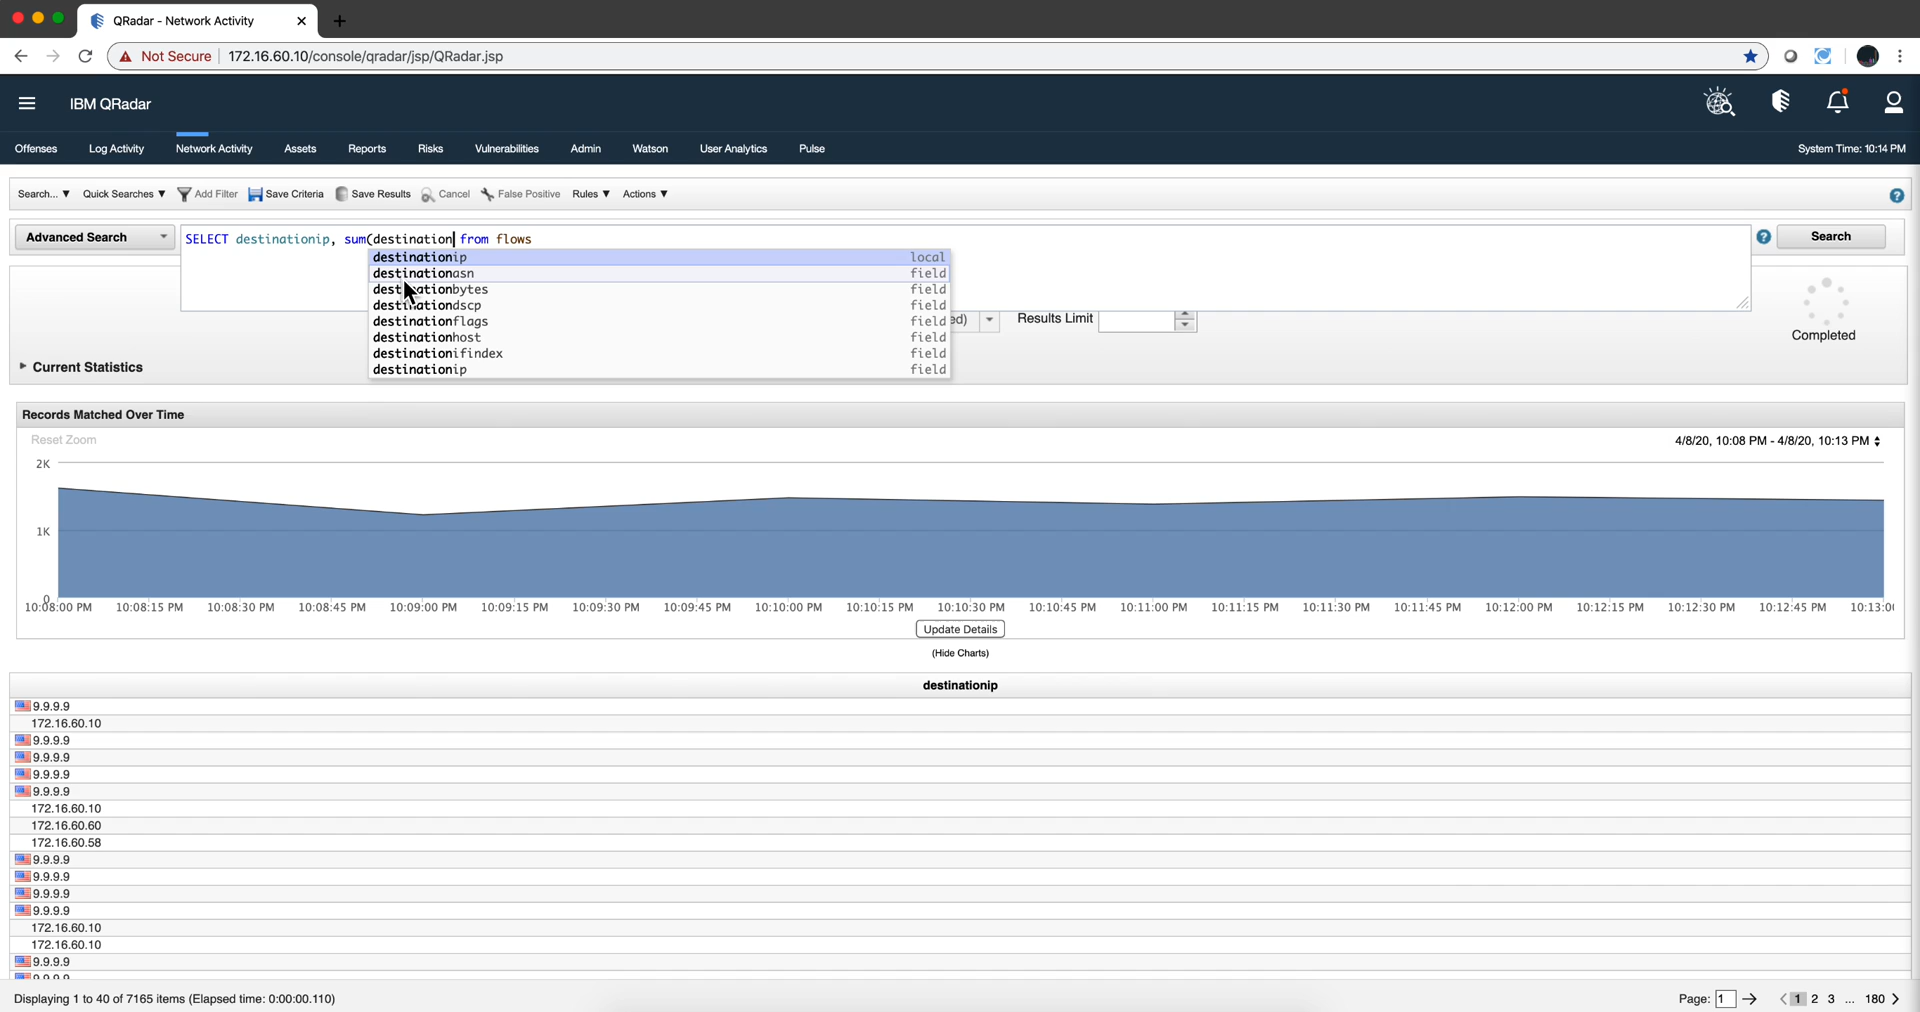 QRadar - Network Activity
Not Secure 172.16.60.10/console/qradar/jsp/QRadar.jsp
IBM QRadar
Offenses Log Activity Network Activity Assets Reports Risks Vulnerabilities Admin Watson User Analytics Pulse System Time: 10:14 PM
Search... ▼ Quick Searches ▼ Add Filter Save Criteria Save Results Cancel False Positive Rules ▼ Actions ▼
Advanced Search SELECT destinationip, sum(destination from flows Search
destinationip local
destinationasn field
destinationbytes field
destinationdscp field
destinationflags field
destinationhost field
destinationifindex field
destinationip field
ed) Results Limit
Completed
Current Statistics
Records Matched Over Time
Reset Zoom 4/8/20, 10:08 PM - 4/8/20, 10:13 PM
2K
1K
0
10:08:00 PM 10:08:15 PM 10:08:30 PM 10:08:45 PM 10:09:00 PM 10:09:15 PM 10:09:30 PM 10:09:45 PM 10:10:00 PM 10:10:15 PM 10:10:30 PM 10:10:45 PM 10:11:00 PM 10:11:15 PM 10:11:30 PM 10:11:45 PM 10:12:00 PM 10:12:15 PM 10:12:30 PM 10:12:45 PM 10:13:0
Update Details
(Hide Charts)
destinationip
9.9.9.9
172.16.60.10
9.9.9.9
9.9.9.9
9.9.9.9
9.9.9.9
172.16.60.10
172.16.60.60
172.16.60.58
9.9.9.9
9.9.9.9
9.9.9.9
9.9.9.9
172.16.60.10
172.16.60.10
9.9.9.9
9.9.9.9
Displaying 1 to 40 of 7165 items (Elapsed time: 0:00:00.110) Page: 1 1 2 3 ... 180